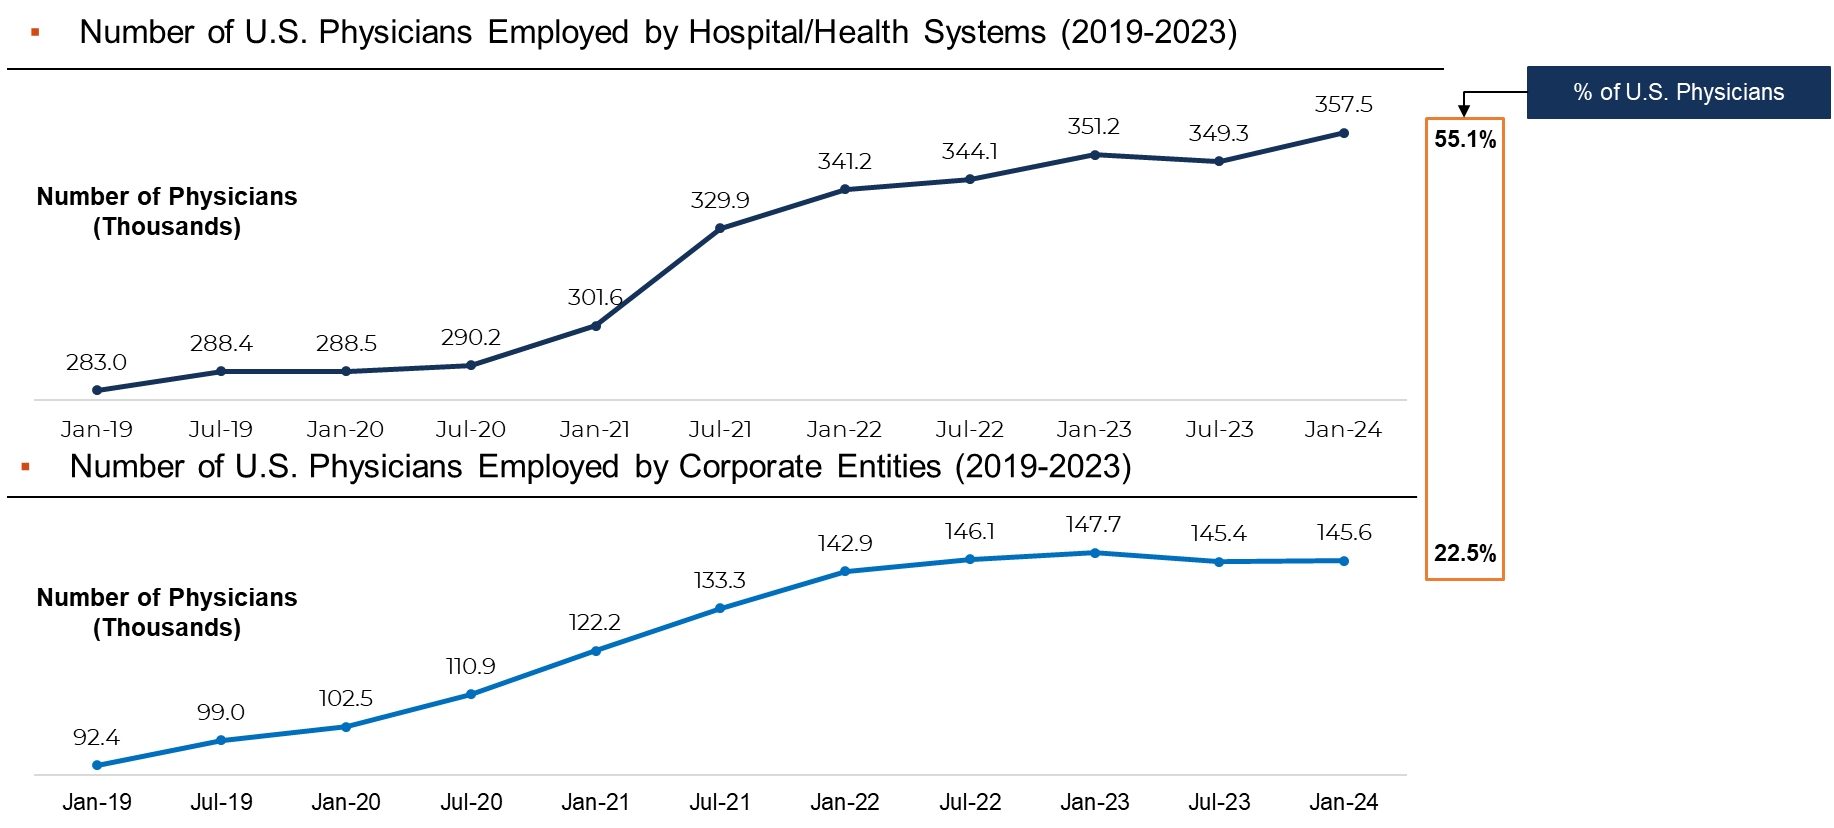 ▪ Number of U.S. Physicians Employed by Hospital/Health Systems (2019-2023)
% of U.S. Physicians
Number of Physicians
(Thousands)
283.0 288.4 288.5 290.2 301.6 329.9 341.2 344.1 351.2 349.3 357.5
55.1%
Jan-19 Jul-19 Jan-20 Jul-20 Jan-21 Jul-21 Jan-22 Jul-22 Jan-23 Jul-23 Jan-24
▪ Number of U.S. Physicians Employed by Corporate Entities (2019-2023)
Number of Physicians
(Thousands)
92.4 99.0 102.5 110.9 122.2 133.3 142.9 146.1 147.7 145.4 145.6
22.5%
Jan-19 Jul-19 Jan-20 Jul-20 Jan-21 Jul-21 Jan-22 Jul-22 Jan-23 Jul-23 Jan-24